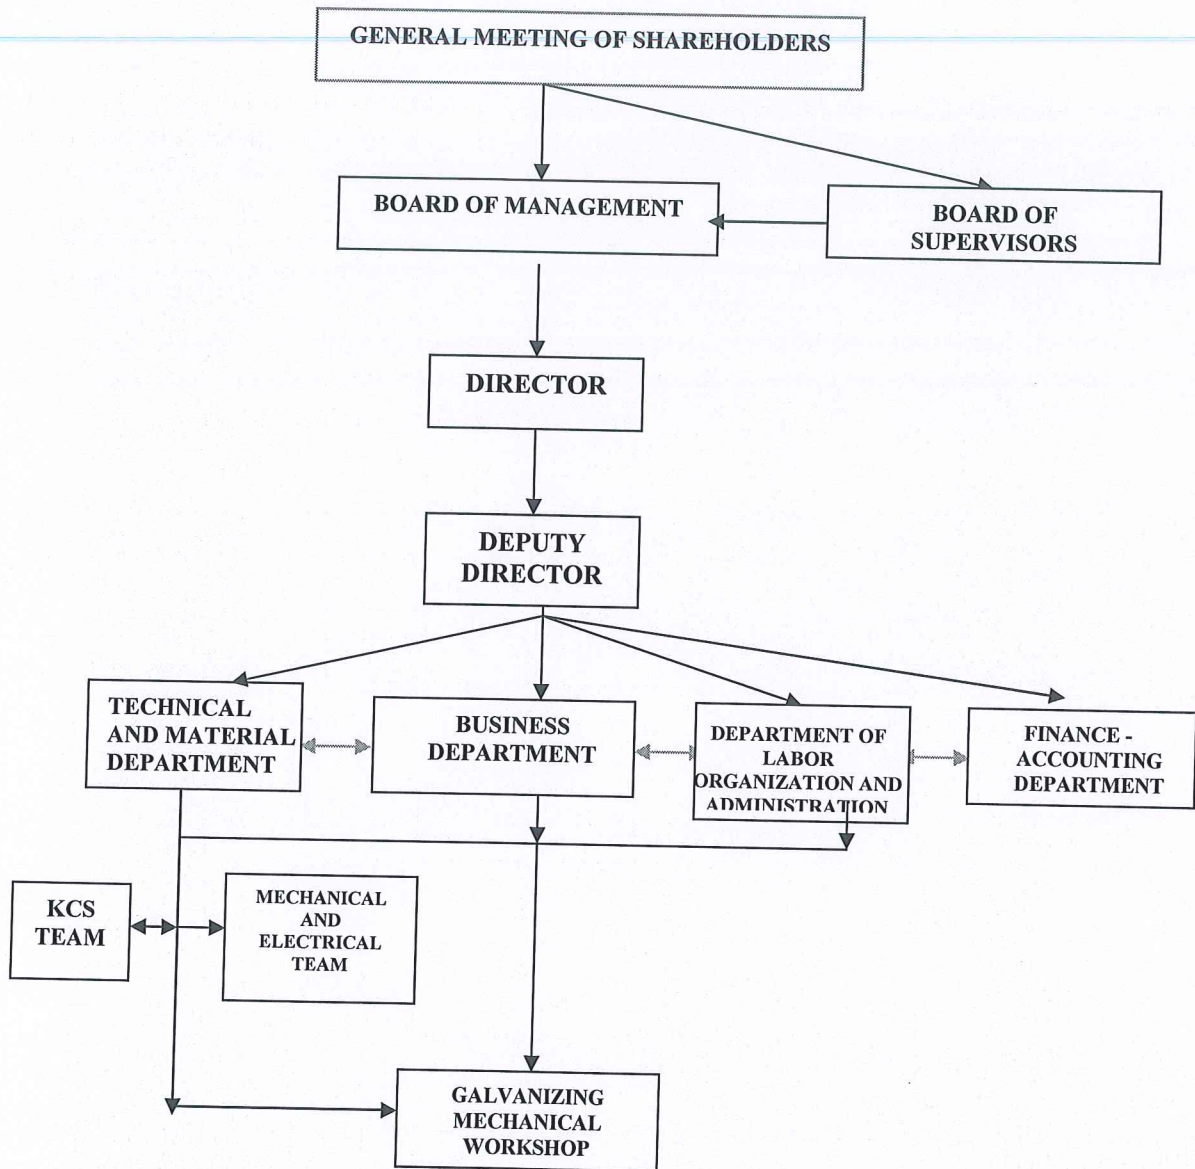 GENERAL MEETING OF SHAREHOLDERS
BOARD OF MANAGEMENT
BOARD OF
SUPERVISORS
DIRECTOR
DEPUTY
DIRECTOR
TECHNICAL
AND MATERIAL
DEPARTMENT
BUSINESS
DEPARTMENT
DEPARTMENT OF
LABOR
ORGANIZATION AND
ADMINISTRATION
FINANCE -
ACCOUNTING
DEPARTMENT
KCS
TEAM
MECHANICAL
AND
ELECTRICAL
TEAM
GALVANIZING
MECHANICAL
WORKSHOP